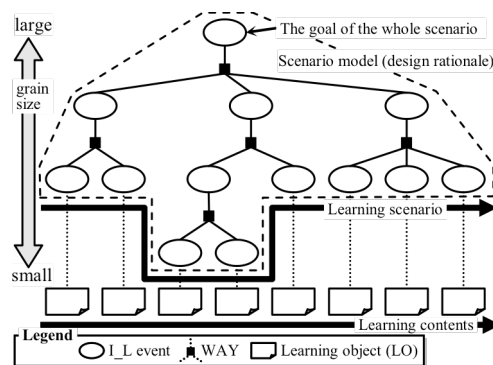 large
The goal of the whole scenario
Scenario model (design rationale)
grain
size
Learning scenario
small
Learning contents
Legend
I_L event
WAY
Learning object (LO)